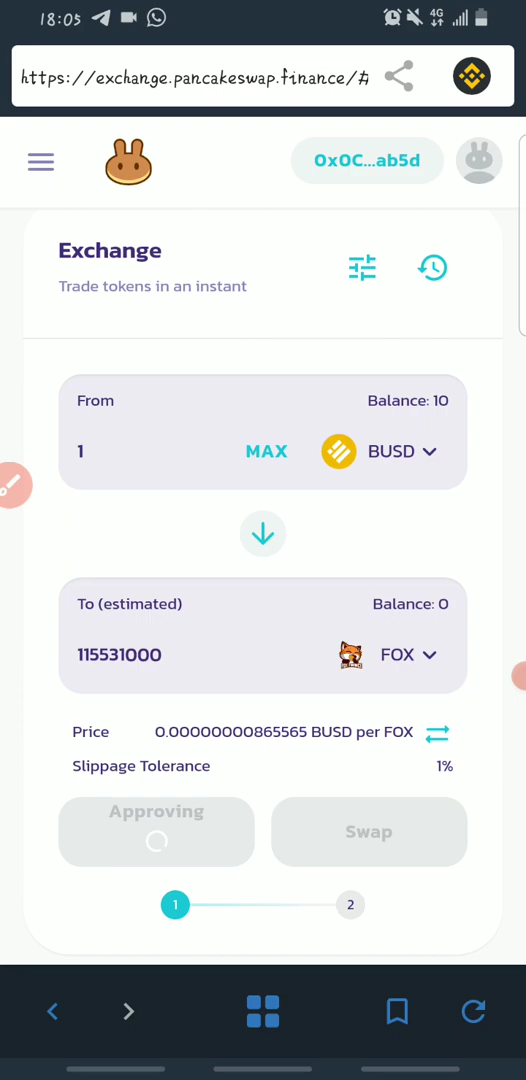 18:05
4G
https://exchange.pancakeswap.finance/#
0x0C...ab5d
Exchange
Trade tokens in an instant
From Balance: 10
1 MAX BUSD
To (estimated) Balance: 0
115531000 FOX
Price 0.00000000865565 BUSD per FOX
Slippage Tolerance 1%
Approving Swap
1 2